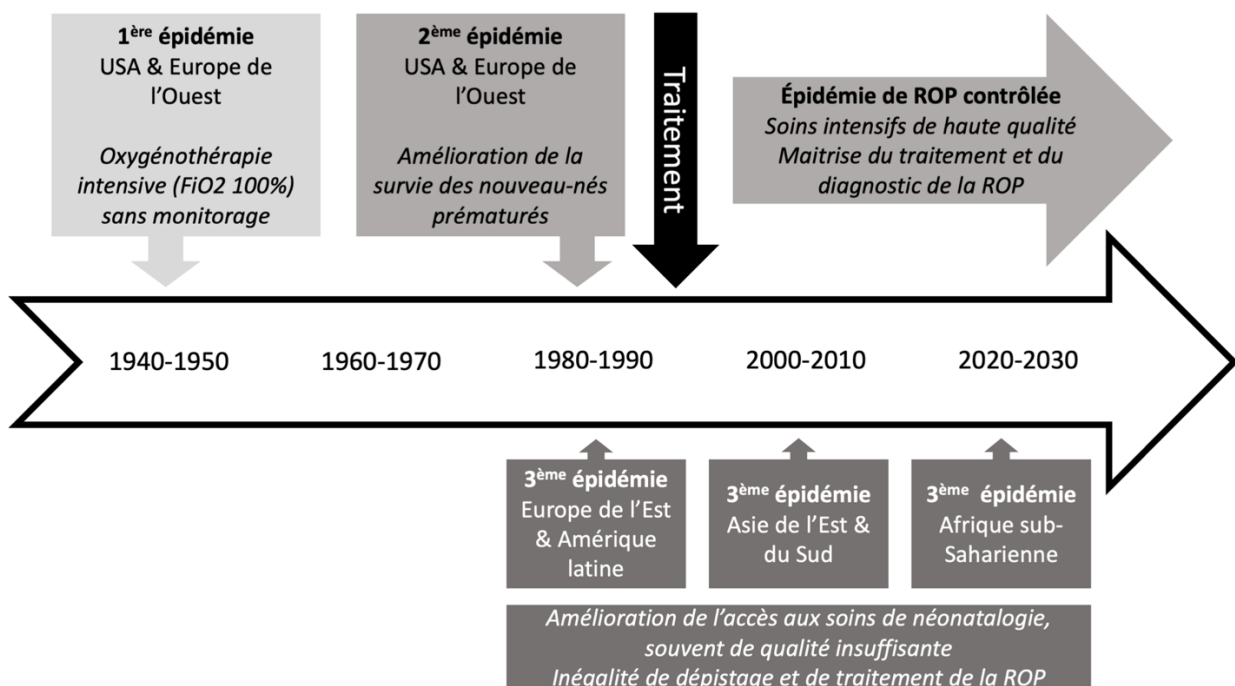 1ère épidémie
USA & Europe de
l’Ouest
Oxygénothérapie
intensive (FiO2 100%)
sans monitorage
2ème épidémie
USA & Europe de
l’Ouest
Amélioration de la
survie des nouveau-nés
prématurés
Traitement
Épidémie de ROP contrôlée
Soins intensifs de haute qualité
Maitrise du traitement et du
diagnostic de la ROP
1940-1950
1960-1970
1980-1990
2000-2010
2020-2030
3ème épidémie
Europe de l’Est
& Amérique
latine
3ème épidémie
Asie de l’Est &
du Sud
3ème épidémie
Afrique sub-
Saharienne
Amélioration de l’accès aux soins de néonatalogie,
souvent de qualité insuffisante
Inégalité de dépistage et de traitement de la ROP